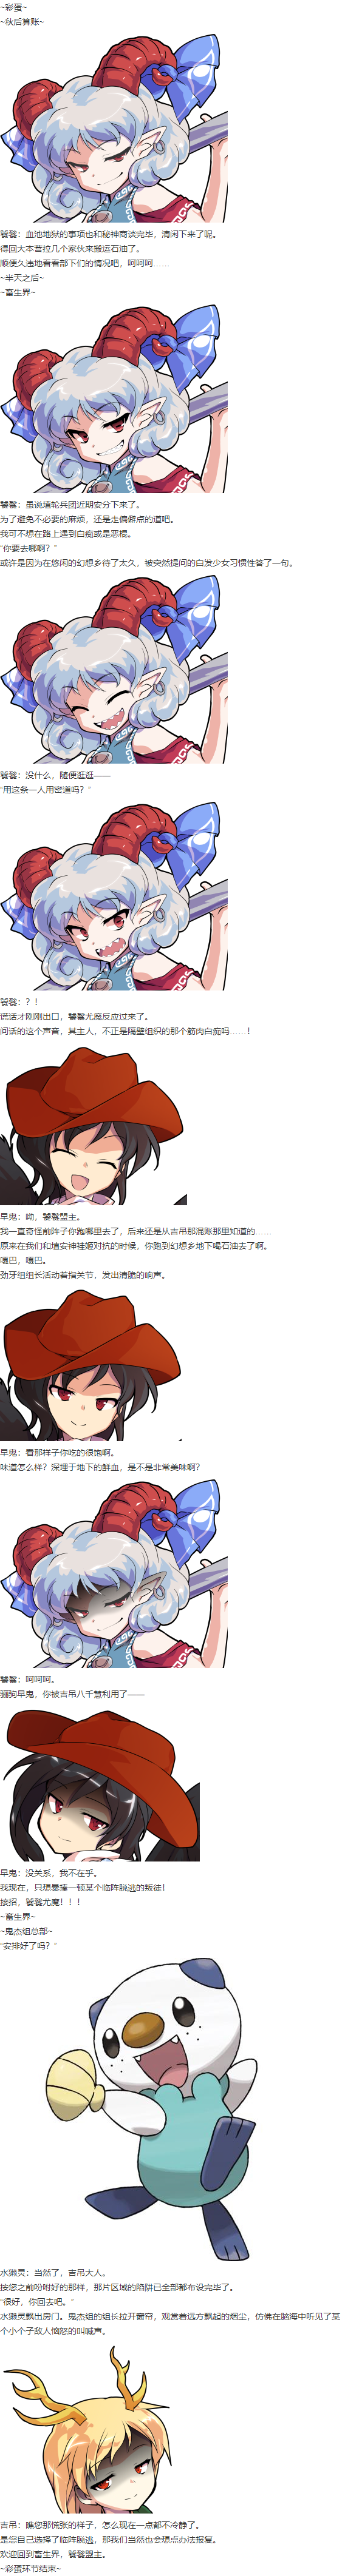 ~彩蛋~
~秋后算账~
饕餮：血池地狱的事项也和秘神商谈完毕，清闲下来了呢。
得回大本营拉几个家伙来搬运石油了。
顺便久违地看看部下们的情况吧，呵呵呵……
~半天之后~
~畜生界~
饕餮：虽说埴轮兵团近期安分下来了。
为了避免不必要的麻烦，还是走偏僻点的道吧。
我可不想在路上遇到白痴或是恶棍。
“你要去哪啊？”
或许是因为在悠闲的幻想乡待了太久，被突然提问的白发少女习惯性答了一句。
饕餮：没什么，随便逛逛——
“用这条一人用密道吗？”
饕餮：？！
谎话才刚刚出口，饕餮尤魔反应过来了。
问话的这个声音，其主人，不正是隔壁组织的那个筋肉白痴吗……！
早鬼：呦，饕餮盟主。
我一直奇怪前阵子你跑哪里去了，后来还是从吉吊那混账那里知道的……
原来在我们和埴安神袿姬对抗的时候，你跑到幻想乡地下喝石油去了啊。
嘎巴，嘎巴。
劲牙组组长活动着指关节，发出清脆的响声。
早鬼：看那样子你吃的很饱啊。
味道怎么样？深埋于地下的鲜血，是不是非常美味啊？
饕餮：呵呵呵。
骊驹早鬼，你被吉吊八千慧利用了——
早鬼：没关系，我不在乎。
我现在，只想暴揍一顿某个临阵脱逃的叛徒！
接招，饕餮尤魔！！！
~畜生界~
~鬼杰组总部~
“安排好了吗？”
水獭灵：当然了，吉吊大人。
按您之前吩咐好的那样，那片区域的陷阱已全部都布设完毕了。
“很好，你回去吧。”
水獭灵飘出房门。鬼杰组的组长拉开窗帘，观赏着远方飘起的烟尘，仿佛在脑海中听见了某
个小个子敌人恼怒的叫喊声。
吉吊：瞧您那慌张的样子，怎么现在一点都不冷静了。
是您自己选择了临阵脱逃，那我们当然也会想点办法报复。
欢迎回到畜生界，饕餮盟主。
~彩蛋环节结束~